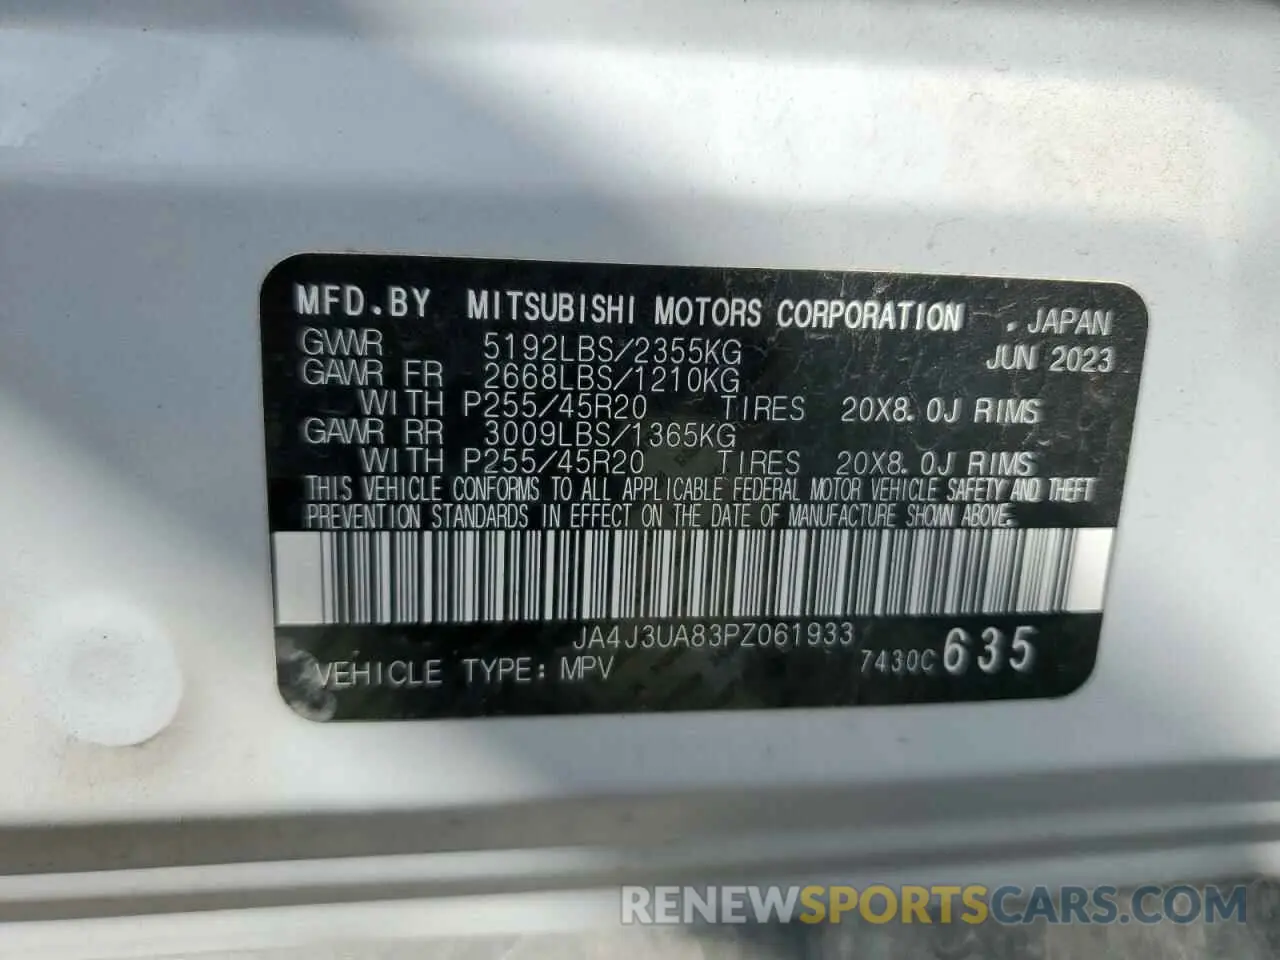 MFD.BY MITSUBISHI MOTORS CORPORATION . JAPAN
GVWR 5192LBS/2355KG JUN 2023
GAWR FR 2668LBS/1210KG
WITH P255/45R20 TIRES 20X8.0J RIMS
GAWR RR 3009LBS/1365KG
WITH P255/45R20 TIRES 20X8.0J RIMS
THIS VEHICLE CONFORMS TO ALL APPLICABLE FEDERAL MOTOR VEHICLE SAFETY AND THEFT
PREVENTION STANDARDS IN EFFECT ON THE DATE OF MANUFACTURE SHOWN ABOVE.
JA4J3UA83PZ061933
VEHICLE TYPE: MPV 7430C 635
RENEWSPORTSCARS.COM